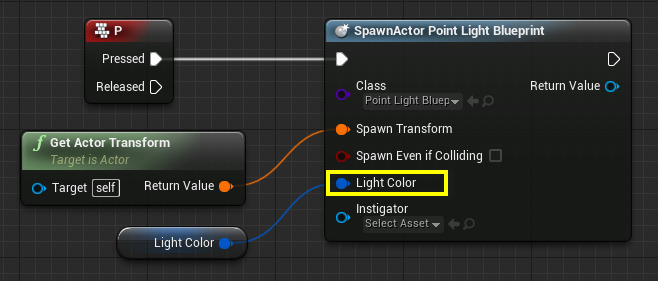 P
Pressed
Released
SpawnActor Point Light Blueprint
Class
Point Light Bluep
Return Value
Spawn Transform
Spawn Even if Colliding
Light Color
Instigator
Select Asset
f Get Actor Transform
Target is Actor
Target self
Return Value
Light Color